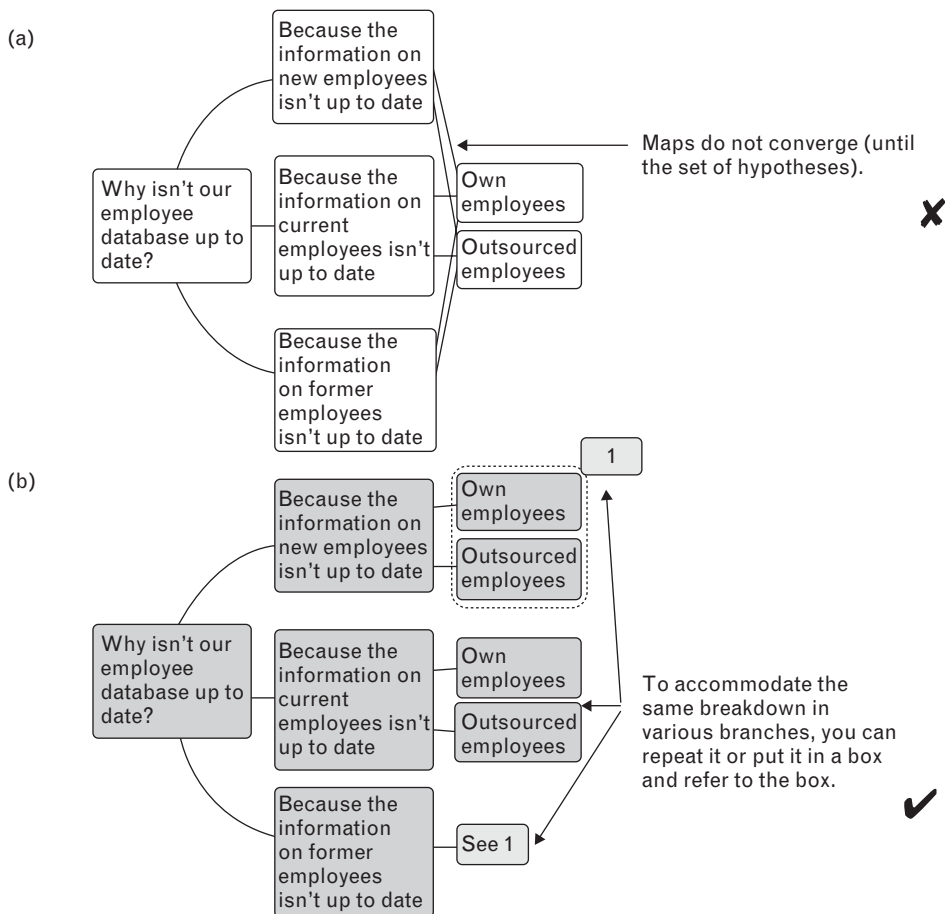 (a)
Because the
information on
new employees
isn't up to date
Why isn't our
employee
database up to
date?
Because the
information on
current
employees isn't
up to date
Because the
information
on former
employees
isn't up to date
Own
employees
Outsourced
employees
Maps do not converge (until
the set of hypotheses).
✘
(b)
Because the
information on
new employees
isn't up to date
Own
employees
Outsourced
employees
1
Why isn't our
employee
database up to
date?
Because the
information on
current
employees isn't
up to date
Own
employees
Outsourced
employees
Because the
information
on former
employees
isn't up to date
See 1
To accommodate the
same breakdown in
various branches, you can
repeat it or put it in a box
and refer to the box.
✔